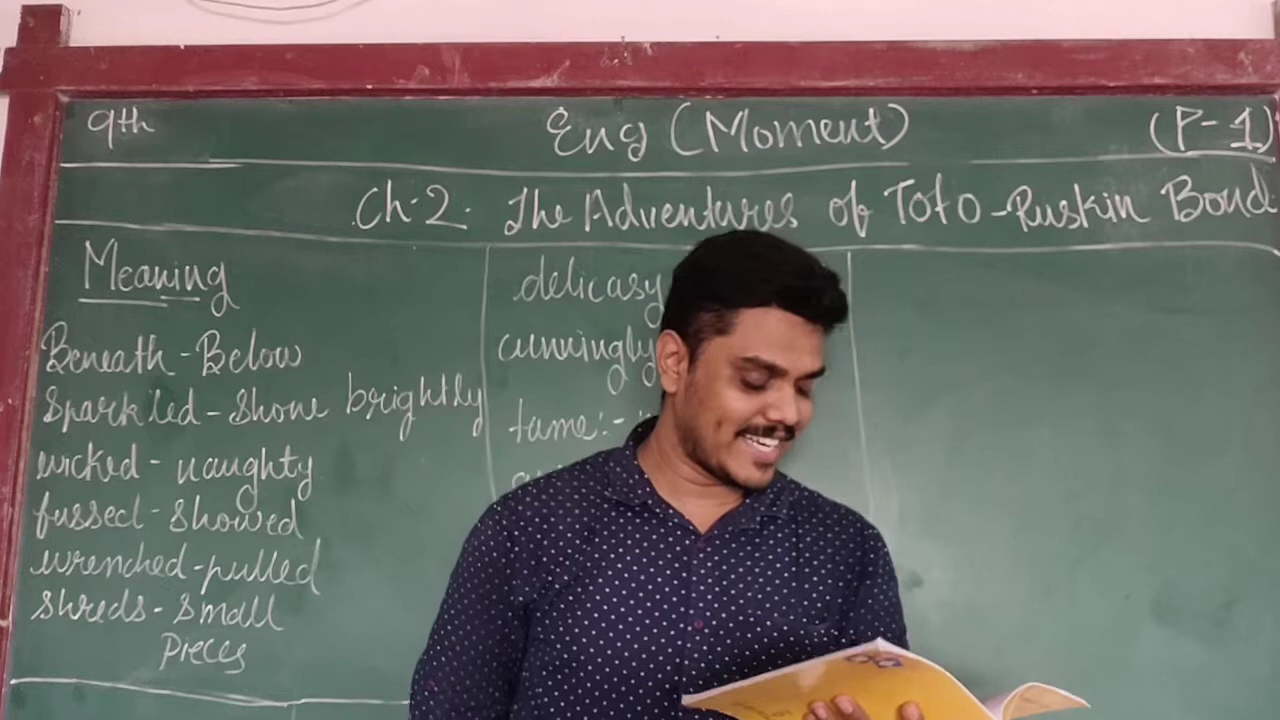 9th
Eng (Moment)
(P-1)
Ch-2. The Adventures of Toto-Ruskin Bond.
Meaning
Beneath - Below
Sparkled - Shone brightly
wicked - naughty
fussed - Showed
wrenched - pulled
shreds - small
Pieces
delicasy
cunningly
tame:-